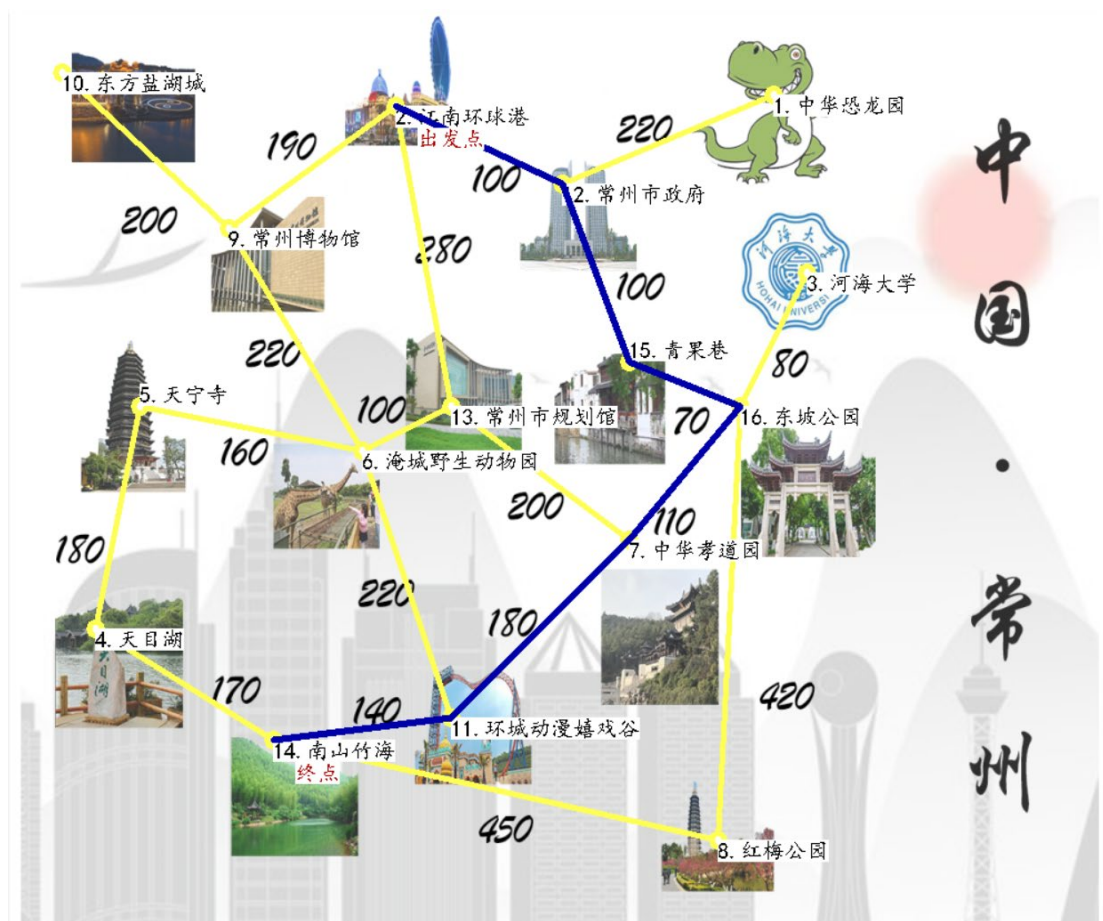 10. 东方盐湖城
2. 江南环球港
出发点
1. 中华恐龙园
220
190
100
2. 常州市政府
200
9. 常州博物馆
280
100
河海大学
HOHAI UNIVERSI
3. 河海大学
中国·常州
220
15. 青果巷
80
5. 天宁寺
100
13. 常州市规划馆
70
16. 东坡公园
160
6. 淹城野生动物园
200
110
180
7. 中华孝道园
220
180
4. 天目湖
170
140
11. 环城动漫嬉戏谷
420
14. 南山竹海
终点
450
8. 红梅公园